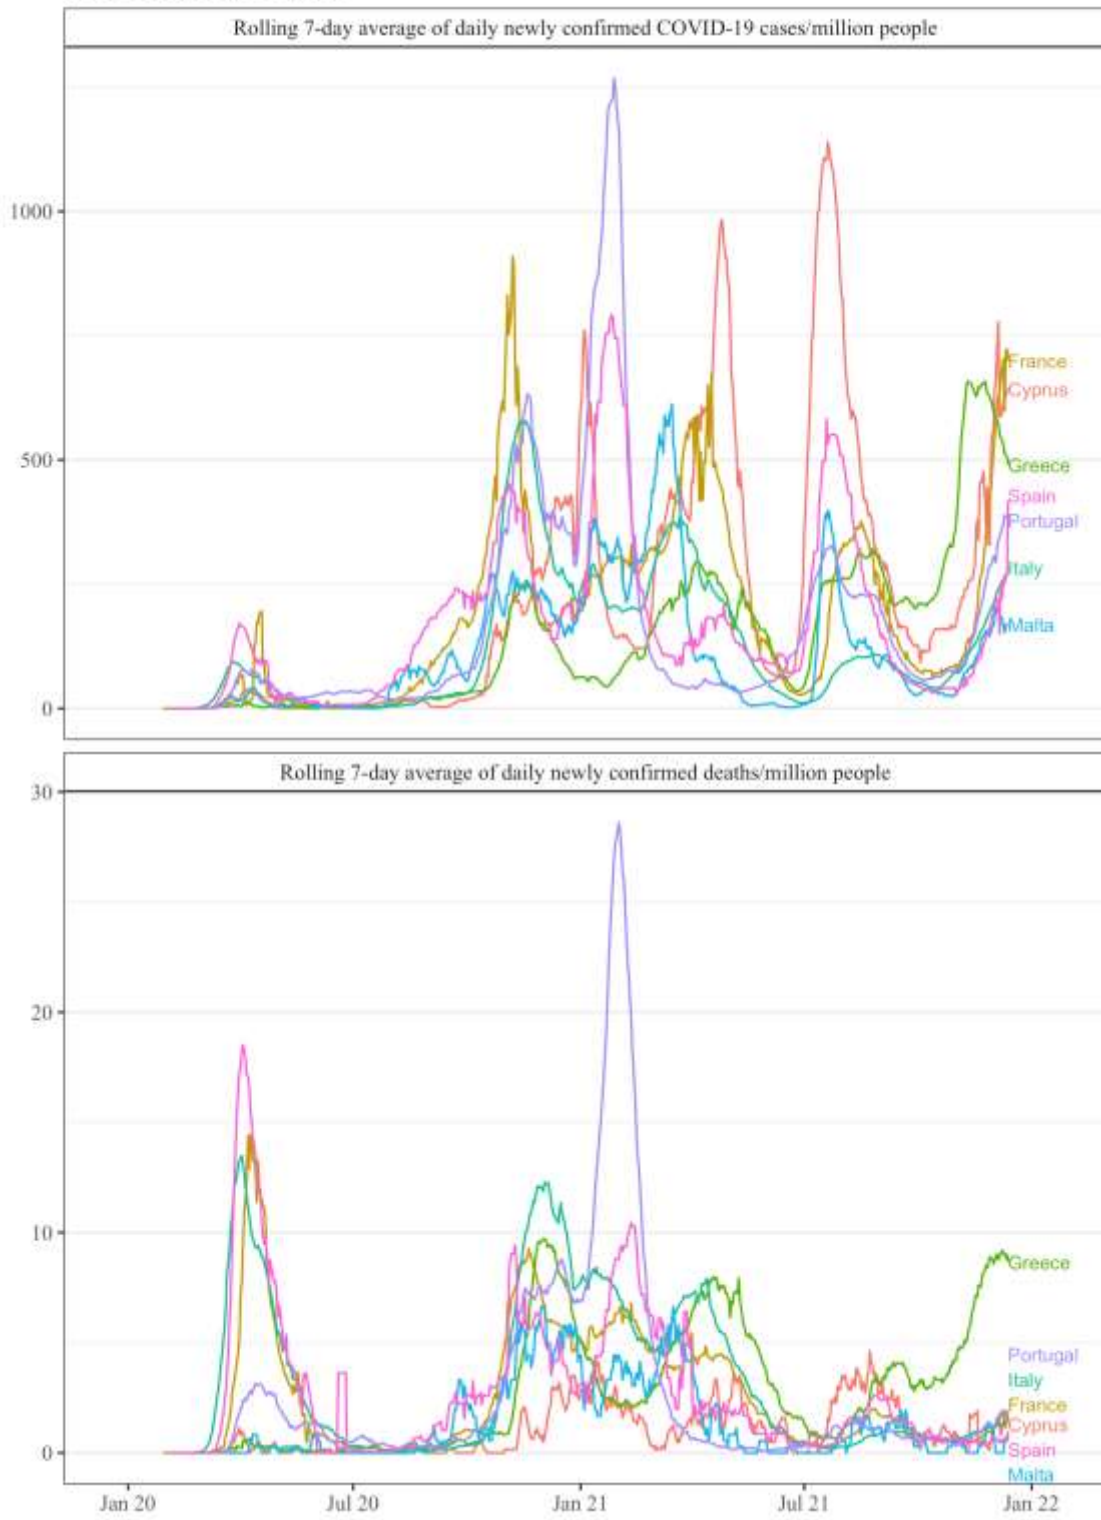 Rolling 7-day average of daily newly confirmed COVID-19 cases/million people
1000
500
0
France
Cyprus
Greece
Spain
Portugal
Italy
Malta
Rolling 7-day average of daily newly confirmed deaths/million people
30
20
10
0
Greece
Portugal
Italy
France
Cyprus
Spain
Malta
Jan 20 Jul 20 Jan 21 Jul 21 Jan 22